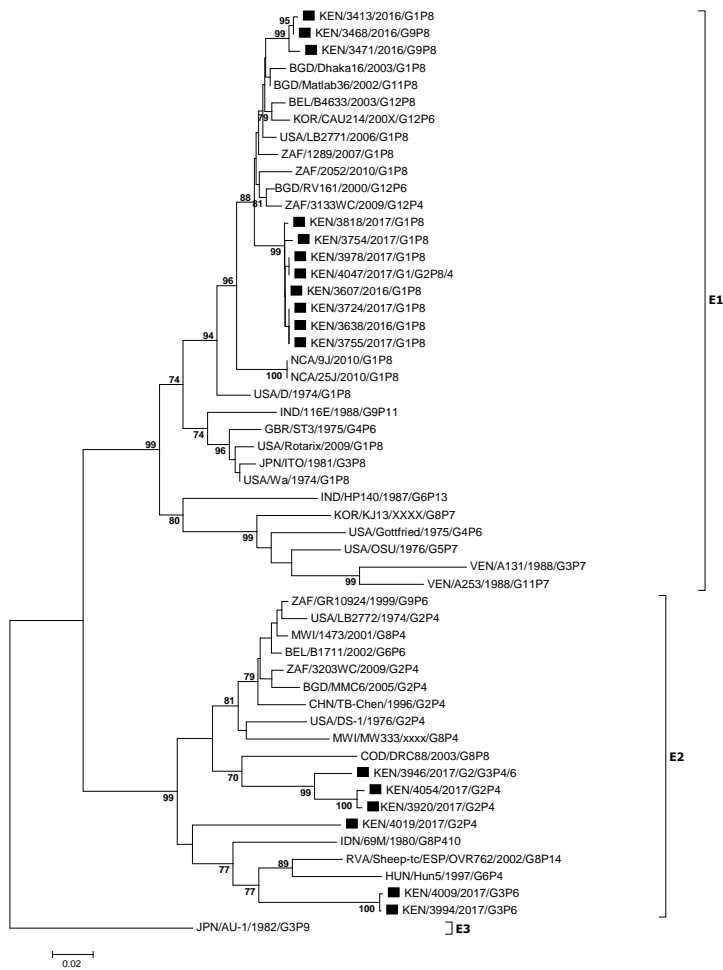 95
KEN/3413/2016/G1P8
KEN/3468/2016/G9P8
99
KEN/3471/2016/G9P8
BGD/Dhaka16/2003/G1P8
BGD/Matlab36/2002/G11P8
BEL/B4633/2003/G12P8
79
KOR/CAU214/200X/G12P6
USA/LB2771/2006/G1P8
ZAF/1289/2007/G1P8
ZAF/2052/2010/G1P8
BGD/RV161/2000/G12P6
88
81
ZAF/3133WC/2009/G12P4
KEN/3818/2017/G1P8
KEN/3754/2017/G1P8
99
KEN/3978/2017/G1P8
KEN/4047/2017/G1/G2P8/4
96
KEN/3607/2016/G1P8
E1
KEN/3724/2017/G1P8
KEN/3638/2016/G1P8
94
KEN/3755/2017/G1P8
NCA/9J/2010/G1P8
100
NCA/25J/2010/G1P8
74
USA/D/1974/G1P8
IND/116E/1988/G9P11
74
GBR/ST3/1975/G4P6
99
96
USA/Rotarix/2009/G1P8
JPN/ITO/1981/G3P8
USA/Wa/1974/G1P8
IND/HP140/1987/G6P13
80
KOR/KJ13/XXXX/G8P7
99
USA/Gottfried/1975/G4P6
USA/OSU/1976/G5P7
VEN/A131/1988/G3P7
99
VEN/A253/1988/G11P7
ZAF/GR10924/1999/G9P6
USA/LB2772/1974/G2P4
MWI/1473/2001/G8P4
BEL/B1711/2002/G6P6
ZAF/3203WC/2009/G2P4
79
BGD/MMC6/2005/G2P4
81
CHN/TB-Chen/1996/G2P4
USA/DS-1/1976/G2P4
MWI/MW333/xxxx/G8P4
COD/DRC88/2003/G8P8
E2
70
KEN/3946/2017/G2/G3P4/6
99
KEN/4054/2017/G2P4
99
100
KEN/3920/2017/G2P4
KEN/4019/2017/G2P4
IDN/69M/1980/G8P410
77
89
RVA/Sheep-tc/ESP/OVR762/2002/G8P14
HUN/Hun5/1997/G6P4
77
KEN/4009/2017/G3P6
100
KEN/3994/2017/G3P6
JPN/AU-1/1982/G3P9
E3
0.02